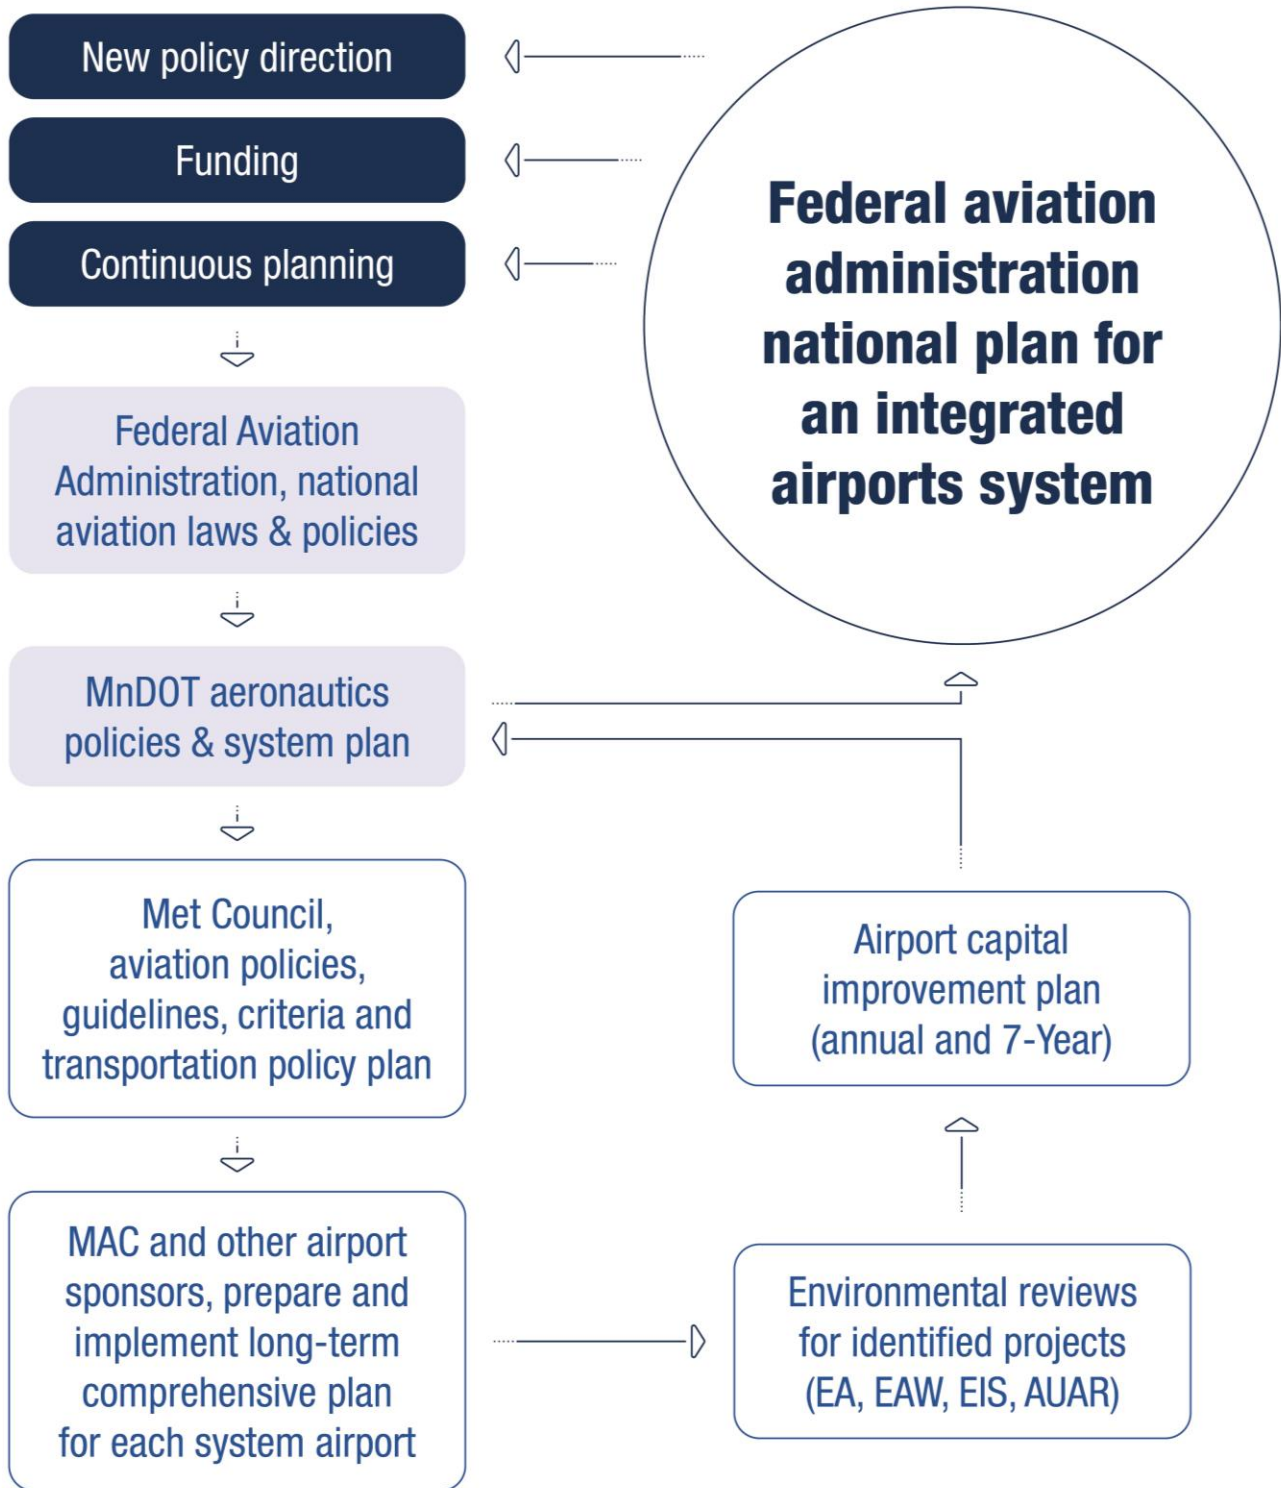 New policy direction
Funding
Continuous planning
Federal aviation
administration
national plan for
an integrated
airports system
Federal Aviation
Administration, national
aviation laws & policies
MnDOT aeronautics
policies & system plan
Met Council,
aviation policies,
guidelines, criteria and
transportation policy plan
MAC and other airport
sponsors, prepare and
implement long-term
comprehensive plan
for each system airport
Environmental reviews
for identified projects
(EA, EAW, EIS, AUAR)
Airport capital
improvement plan
(annual and 7-Year)